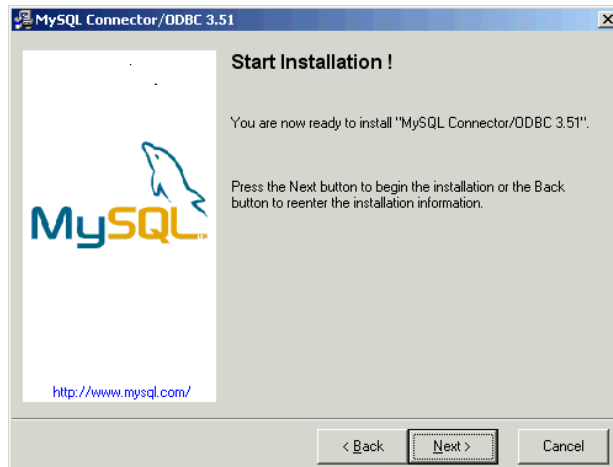 MySQL Connector/ODBC 3.51
Start Installation !
You are now ready to install "MySQL Connector/ODBC 3.51".
Press the Next button to begin the installation or the Back
button to reenter the installation information.
MySQL™
http://www.mysql.com/
< Back
Next >
Cancel